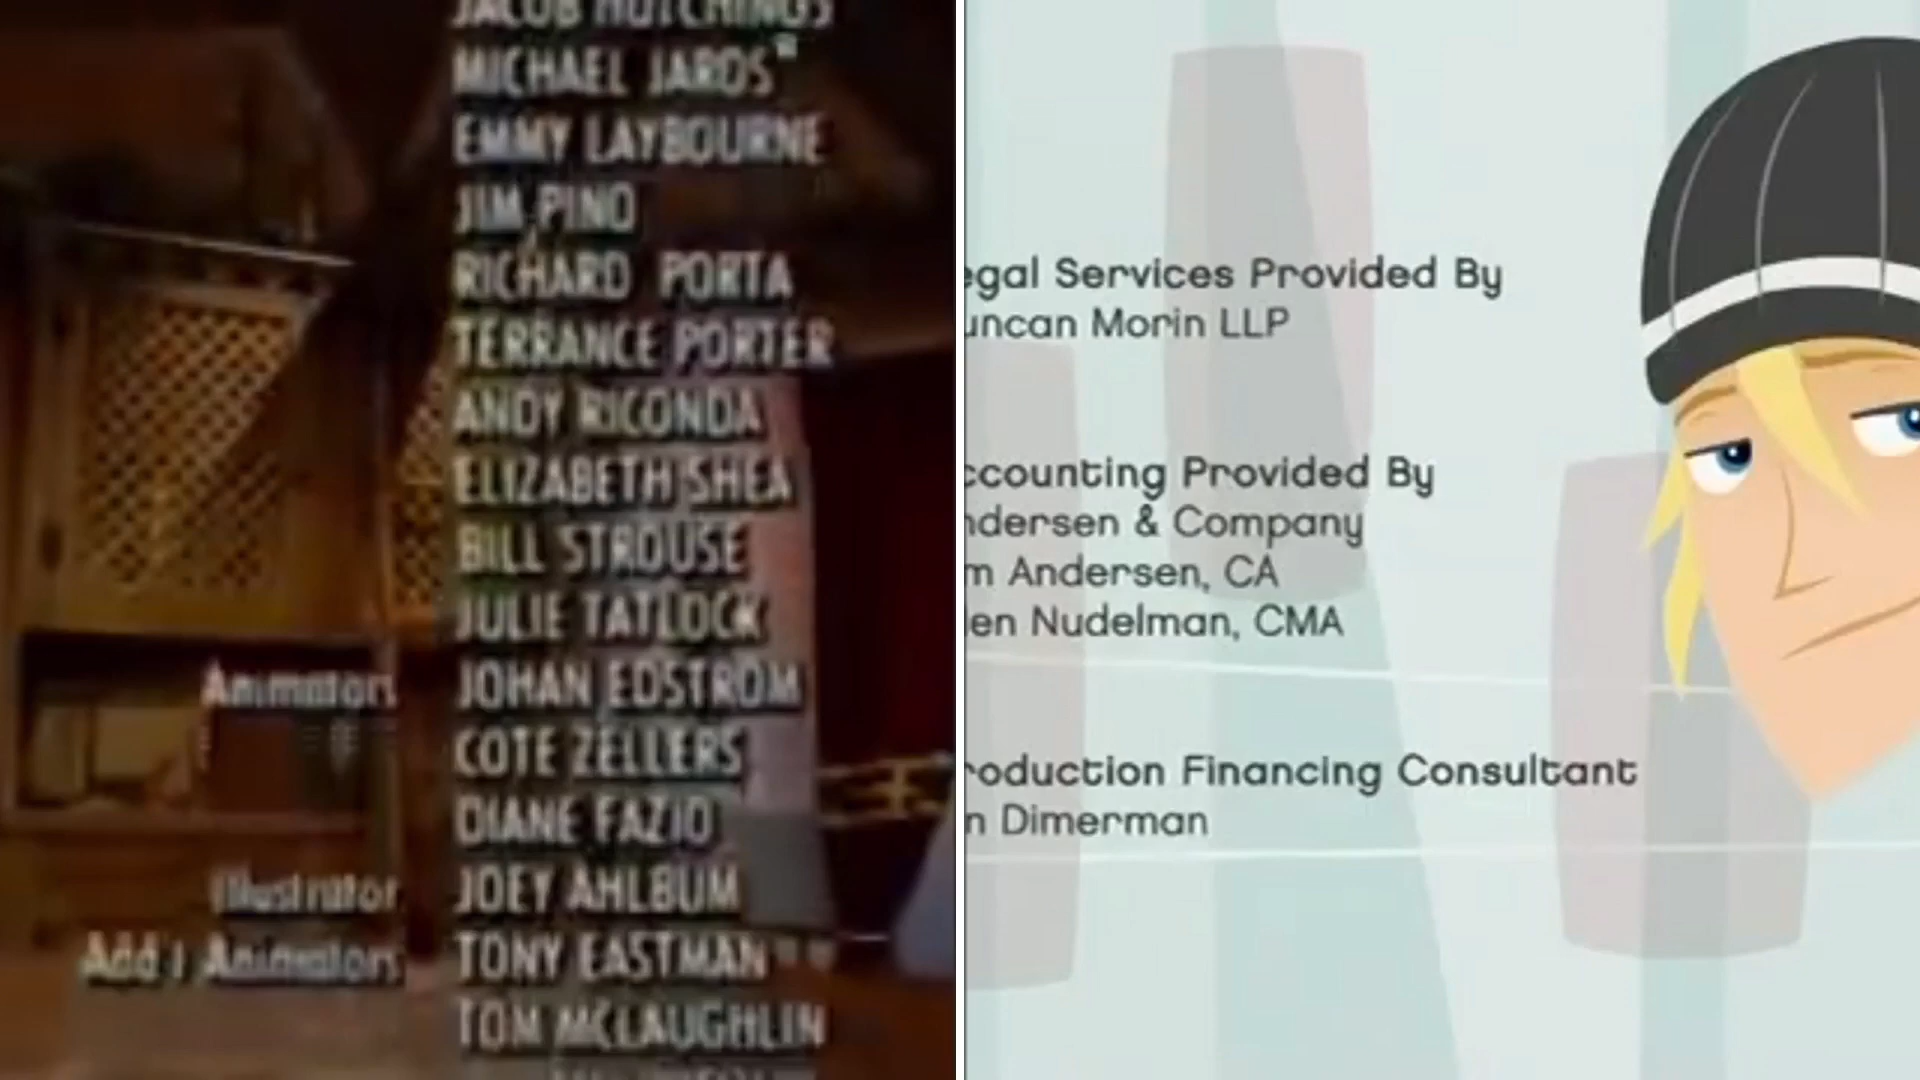 JACOB HUTCHINGS
MICHAEL JAROS
EMMY LAYBOURNE
JIM PINO
RICHARD PORTA
TERRANCE PORTER
ANDY RICONDA
ELIZABETH SHEA
BILL STROUSE
JULIE TATLOCK
Animators JOHAN EDSTROM
COTE ZELLERS
DIANE FAZIO
Illustrator JOEY AHLBUM
Add'l Animators TONY EASTMAN
TOM MCLAUGHLIN
egal Services Provided By
uncan Morin LLP
ccounting Provided By
ndersen & Company
m Andersen, CA
len Nudelman, CMA
roduction Financing Consultant
n Dimerman